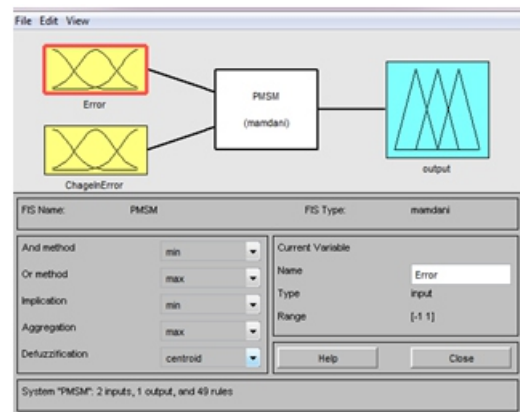 File Edit View
Error
ChageInError
PMSM
(mamdani)
output
FIS Name: PMSM FIS Type: mamdani
And method min
Or method max
Implication min
Aggregation max
Defuzzification centroid
Current Variable
Name Error
Type input
Range [-1 1]
Help Close
System "PMSM": 2 inputs, 1 output, and 49 rules